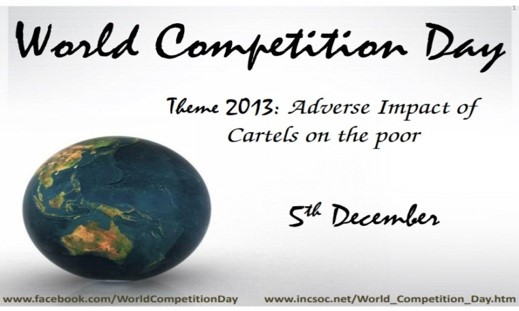 1
World Competition Day
Theme 2013: Adverse Impact of
Cartels on the poor
5th December
www.facebook.com/WorldCompetitionDay
www.incsoc.net/World_Competition_Day.htm